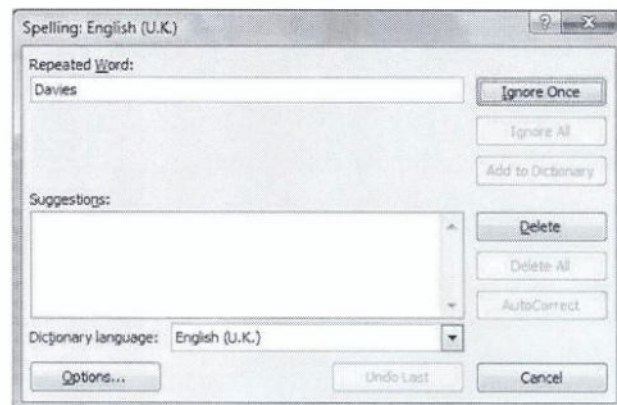 Spelling: English (U.K.)
Repeated Word:
Davies
Ignore Once
Ignore All
Add to Dictionary
Suggestions:
Delete
Delete All
AutoCorrect
Dictionary language: English (U.K.)
Options... Undo Last Cancel